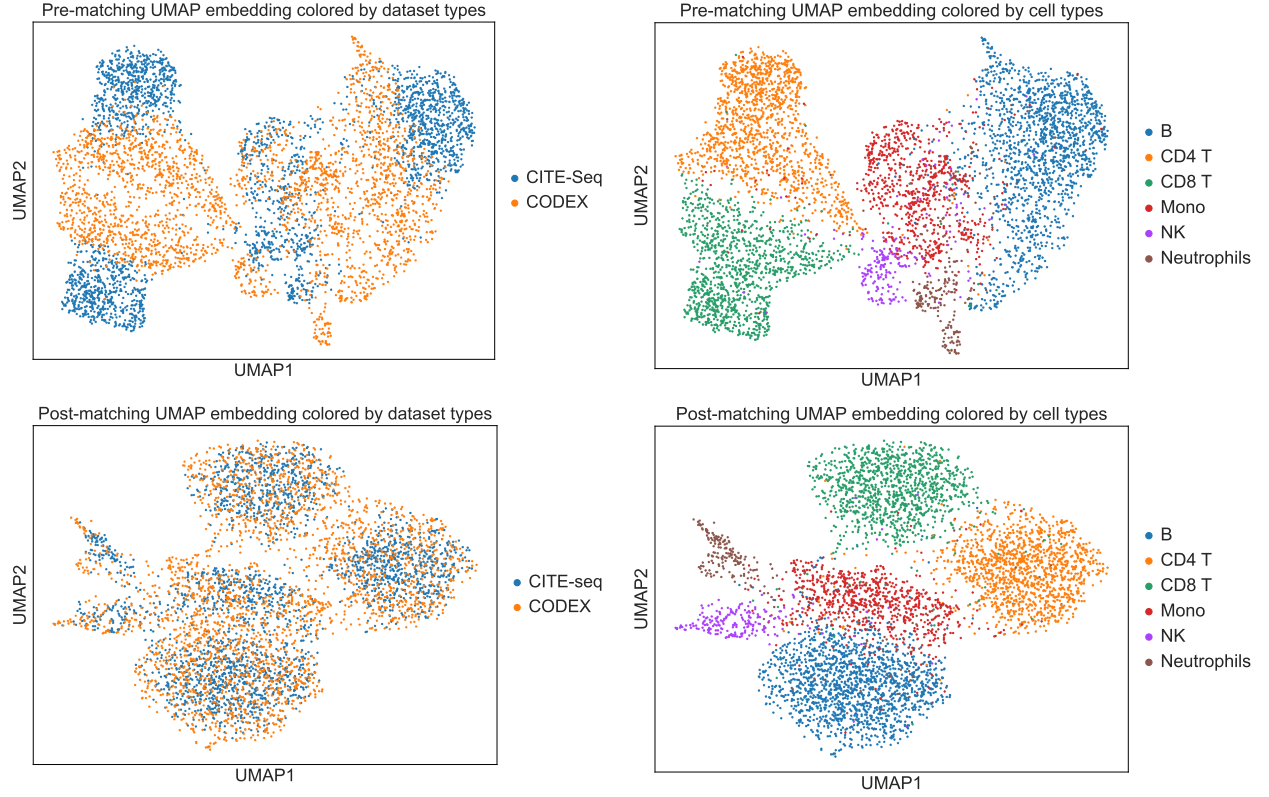 Pre-matching UMAP embedding colored by dataset types
UMAP2
UMAP1
CITE-Seq
CODEX
Pre-matching UMAP embedding colored by cell types
UMAP2
UMAP1
B
CD4 T
CD8 T
Mono
NK
Neutrophils
Post-matching UMAP embedding colored by dataset types
UMAP2
UMAP1
CITE-seq
CODEX
Post-matching UMAP embedding colored by cell types
UMAP2
UMAP1
B
CD4 T
CD8 T
Mono
NK
Neutrophils